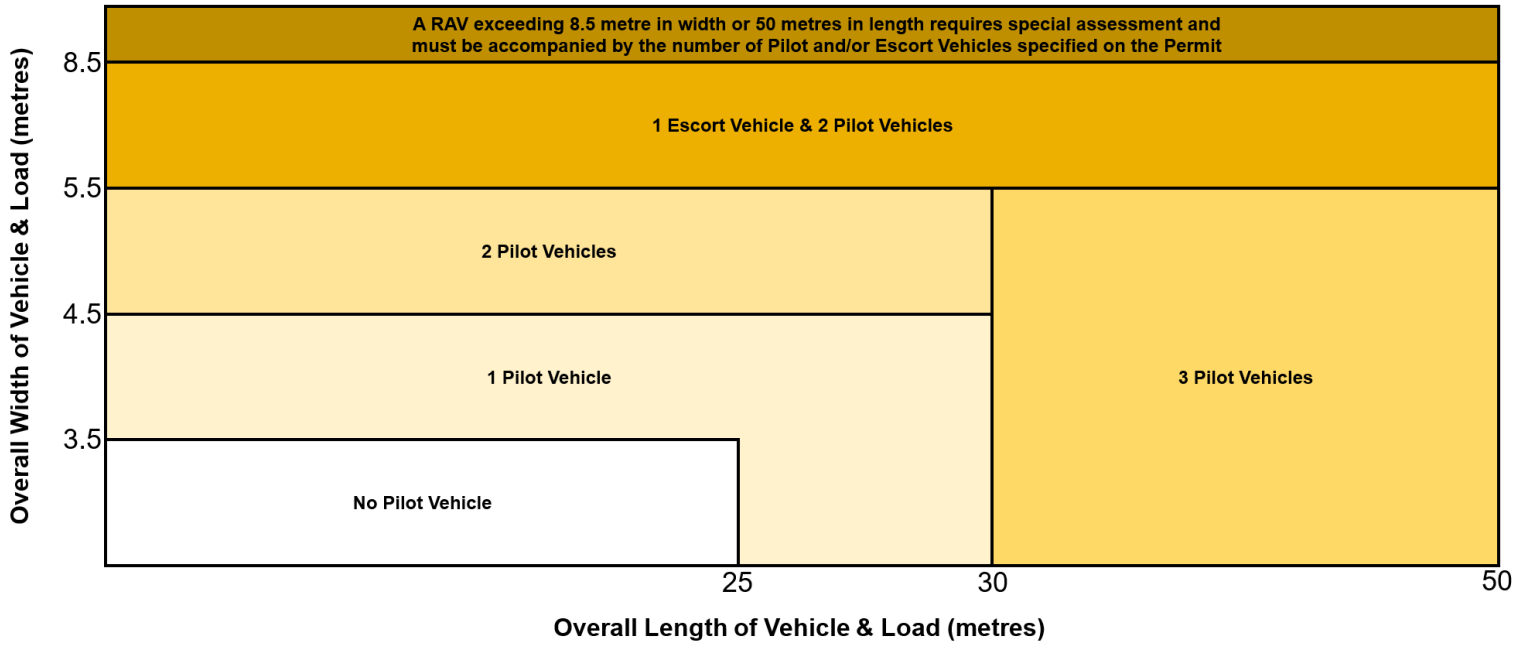 A RAV exceeding 8.5 metre in width or 50 metres in length requires special assessment and
must be accompanied by the number of Pilot and/or Escort Vehicles specified on the Permit
8.5
1 Escort Vehicle & 2 Pilot Vehicles
5.5
2 Pilot Vehicles
4.5
1 Pilot Vehicle
3 Pilot Vehicles
3.5
No Pilot Vehicle
25
30
50
Overall Width of Vehicle & Load (metres)
Overall Length of Vehicle & Load (metres)